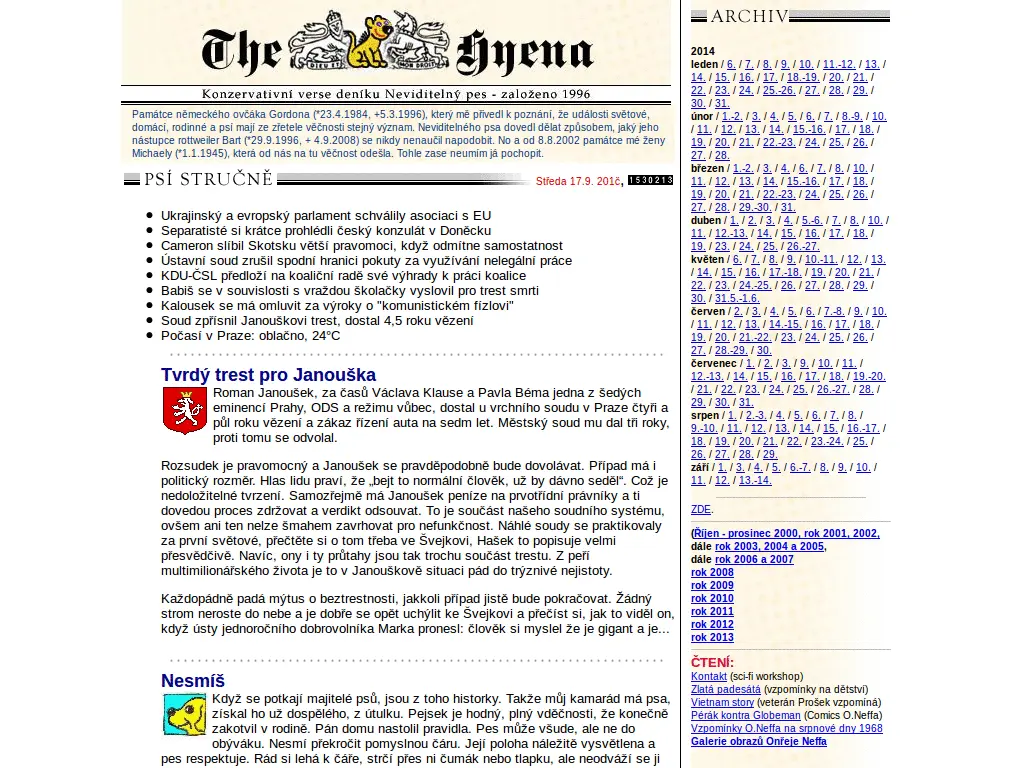 The Hyena
DIEU ET MON DROIT
Konzervativní verse deníku Neviditelný pes - založeno 1996
Památce německého ovčáka Gordona (*23.4.1984, +5.3.1996), který mě přivedl k poznání, že události světové,
domácí, rodinné a psí mají ze zřetele věčnosti stejný význam. Neviditelného psa dovedl dělat způsobem, jaký jeho
nástupce rottweiler Bart (*29.9.1996, + 4.9.2008) se nikdy nenaučil napodobit. No a od 8.8.2002 památce mé ženy
Michaely (*1.1.1945), která od nás na tu věčnost odešla. Tohle zase neumím já pochopit.
PSÍ STRUČNĚ
Středa 17.9. 201č, 1530213
Ukrajinský a evropský parlament schválily asociaci s EU
Separatisté si krátce prohlédli český konzulát v Doněcku
Cameron slíbil Skotsku větší pravomoci, když odmítne samostatnost
Ústavní soud zrušil spodní hranici pokuty za využívání nelegální práce
KDU-ČSL předloží na koaliční radě své výhrady k práci koalice
Babiš se v souvislosti s vraždou školačky vyslovil pro trest smrti
Kalousek se má omluvit za výroky o "komunistickém fízlovi"
Soud zpřísnil Janouškovi trest, dostal 4,5 roku vězení
Počasí v Praze: oblačno, 24°C
Tvrdý trest pro Janouška
Roman Janoušek, za časů Václava Klause a Pavla Béma jedna z šedých
eminencí Prahy, ODS a režimu vůbec, dostal u vrchního soudu v Praze čtyři a
půl roku vězení a zákaz řízení auta na sedm let. Městský soud mu dal tři roky,
proti tomu se odvolal.
Rozsudek je pravomocný a Janoušek se pravděpodobně bude dovolávat. Případ má i
politický rozměr. Hlas lidu praví, že „bejt to normální člověk, už by dávno seděl“. Což je
nedoložitelné tvrzení. Samozřejmě má Janoušek peníze na prvotřídní právníky a ti
dovedou proces zdržovat a verdikt odsouvat. To je součást našeho soudního systému,
ovšem ani ten nelze šmahem zavrhovat pro nefunkčnost. Náhlé soudy se praktikovaly
za první světové, přečtěte si o tom třeba ve Švejkovi, Hašek to popisuje velmi
přesvědčivě. Navíc, ony i ty průtahy jsou tak trochu součást trestu. Z peří
multimilionářského života je to v Janouškově situaci pád do trýznivé nejistoty.
Každopádně padá mýtus o beztrestnosti, jakkoli případ jistě bude pokračovat. Žádný
strom neroste do nebe a je dobře se opět uchýlit ke Švejkovi a přečíst si, jak to viděl on,
když ústy jednoročního dobrovolníka Marka pronesl: člověk si myslel že je gigant a je...
Nesmíš
Když se potkají majitelé psů, jsou z toho historky. Takže můj kamarád má psa,
získal ho už dospělého, z útulku. Pejsek je hodný, plný vděčnosti, že konečně
zakotvil v rodině. Pán domu nastolil pravidla. Pes může všude, ale ne do
obýváku. Nesmí překročit pomyslnou čáru. Její poloha náležitě vysvětlena a
pes respektuje. Rád si lehá k čáře, strčí přes ni čumák nebo tlapku, ale neodváží se ji
ARCHIV
2014
leden / 6. / 7. / 8. / 9. / 10. / 11.-12. / 13. /
14. / 15. / 16. / 17. / 18.-19. / 20. / 21. /
22. / 23. / 24. / 25.-26. / 27. / 28. / 29. /
30. / 31.
únor / 1.-2. / 3. / 4. / 5. / 6. / 7. / 8.-9. / 10.
/ 11. / 12. / 13. / 14. / 15.-16. / 17. / 18. /
19. / 20. / 21. / 22.-23. / 24. / 25. / 26. /
27. / 28.
březen / 1.-2. / 3. / 4. / 5. / 6. / 7. / 8. / 9. / 10.
/ 11. / 12. / 13. / 14. / 15.-16. / 17. / 18. /
19. / 20. / 21. / 22.-23. / 24. / 25. / 26. /
27. / 28. / 29.-30. / 31.
duben / 1. / 2. / 3. / 4. / 5.-6. / 7. / 8. / 10. /
11. / 12.-13. / 14. / 15. / 16. / 17. / 18. /
19. / 23. / 24. / 25. / 26.-27.
květen / 6. / 7. / 8. / 9. / 10.-11. / 12. / 13.
/ 14. / 15. / 16. / 17.-18. / 19. / 20. / 21. /
22. / 23. / 24.-25. / 26. / 27. / 28. / 29. /
30. / 31.5.-1.6.
červen / 2. / 3. / 4. / 5. / 6. / 7.-8. / 9. / 10.
/ 11. / 12. / 13. / 14.-15. / 16. / 17. / 18. /
19. / 20. / 21.-22. / 23. / 24. / 25. / 26. /
27. / 28.-29. / 30.
červenec / 1. / 2. / 3. / 9. / 10. / 11. /
12.-13. / 14. / 15. / 16. / 17. / 18. / 19.-20.
/ 21. / 22. / 23. / 24. / 25. / 26.-27. / 28. /
29. / 30. / 31.
srpen / 1. / 2.-3. / 4. / 5. / 6. / 7. / 8. /
9.-10. / 11. / 12. / 13. / 14. / 15. / 16.-17. /
18. / 19. / 20. / 21. / 22. / 23.-24. / 25. /
26. / 27. / 28. / 29.
září / 1. / 3. / 4. / 5. / 6.-7. / 8. / 9. / 10. /
11. / 12. / 13.-14.
ZDE.
(Říjen - prosinec 2000, rok 2001, 2002,
dále rok 2003, 2004 a 2005,
dále rok 2006 a 2007
rok 2008
rok 2009
rok 2010
rok 2011
rok 2012
rok 2013
ČTENÍ:
Kontakt (sci-fi workshop)
Zlatá padesátá (vzpomínky na dětství)
Vietnam story (veterán Prošek vzpomíná)
Pérák kontra Globeman (Comics O.Neffa)
Vzpomínky O.Neffa na srpnové dny 1968
Galerie obrazů Onřeje Neffa